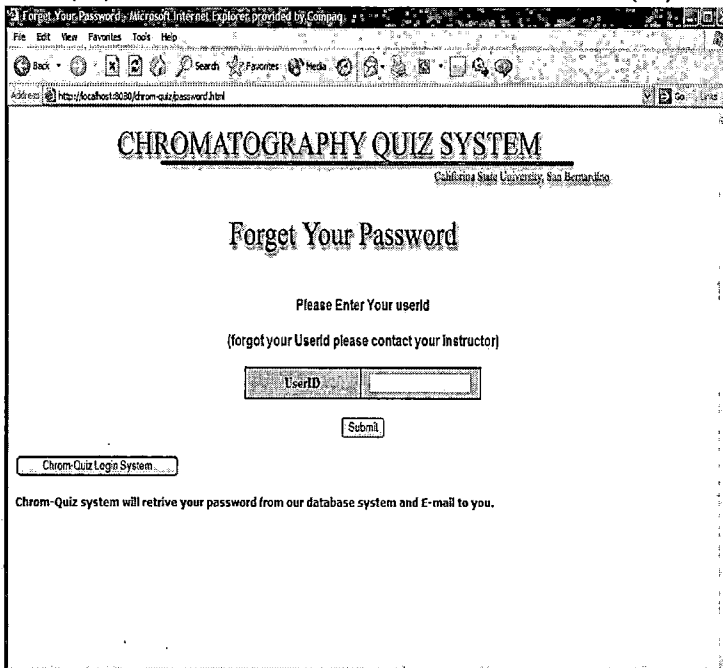 Forget Your Password - Microsoft Internet Explorer provided by Compaq
File Edit View Favorites Tools Help
Back Search Favorites Media
Address http://localhost:8080/chrom-quiz/password.html Go Links
CHROMATOGRAPHY QUIZ SYSTEM
California State University, San Bernardino
Forget Your Password
Please Enter Your userId
(forgot your UserId please contact your instructor)
UserID
Submit
Chrom-Quiz Login System
Chrom-Quiz system will retrive your password from our database system and E-mail to you.